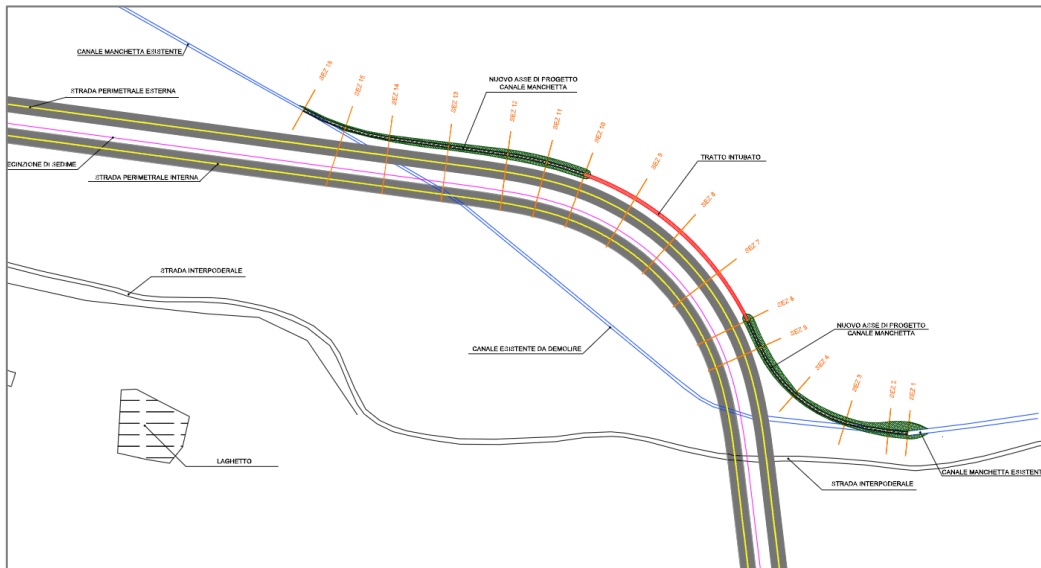 CANALE MANCHETTA ESISTENTE
SEZ 16
SEZ 15
SEZ 14
SEZ 13
SEZ 12
SEZ 11
SEZ 10
NUOVO ASSE DI PROGETTO
CANALE MANCHETTA
STRADA PERIMETRALE ESTERNA
SEZ 9
TRATTO INTUBATO
ECINZIONE DI SEDIME
STRADA PERIMETRALE INTERNA
SEZ 8
SEZ 7
STRADA INTERPODERALE
SEZ 6
NUOVO ASSE DI PROGETTO
CANALE MANCHETTA
CANALE ESISTENTE DA DEMOLIRE
SEZ 5
SEZ 4
SEZ 3
SEZ 2
SEZ 1
LAGHETTO
CANALE MANCHETTA ESISTENT
STRADA INTERPODERALE